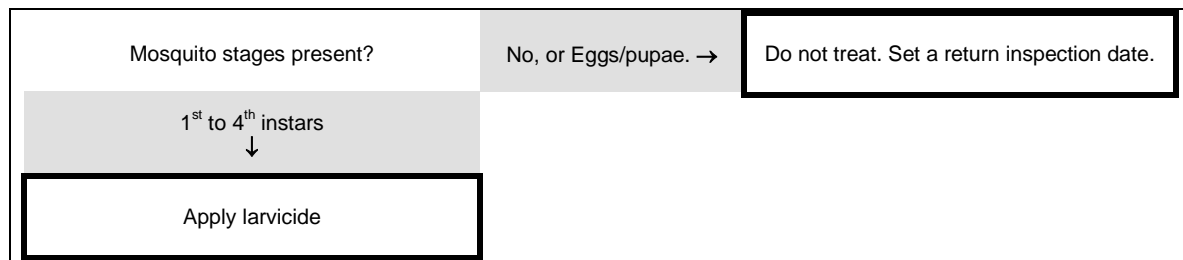 Mosquito stages present?
No, or Eggs/pupae. →
Do not treat. Set a return inspection date.
1st to 4th instars
↓
Apply larvicide